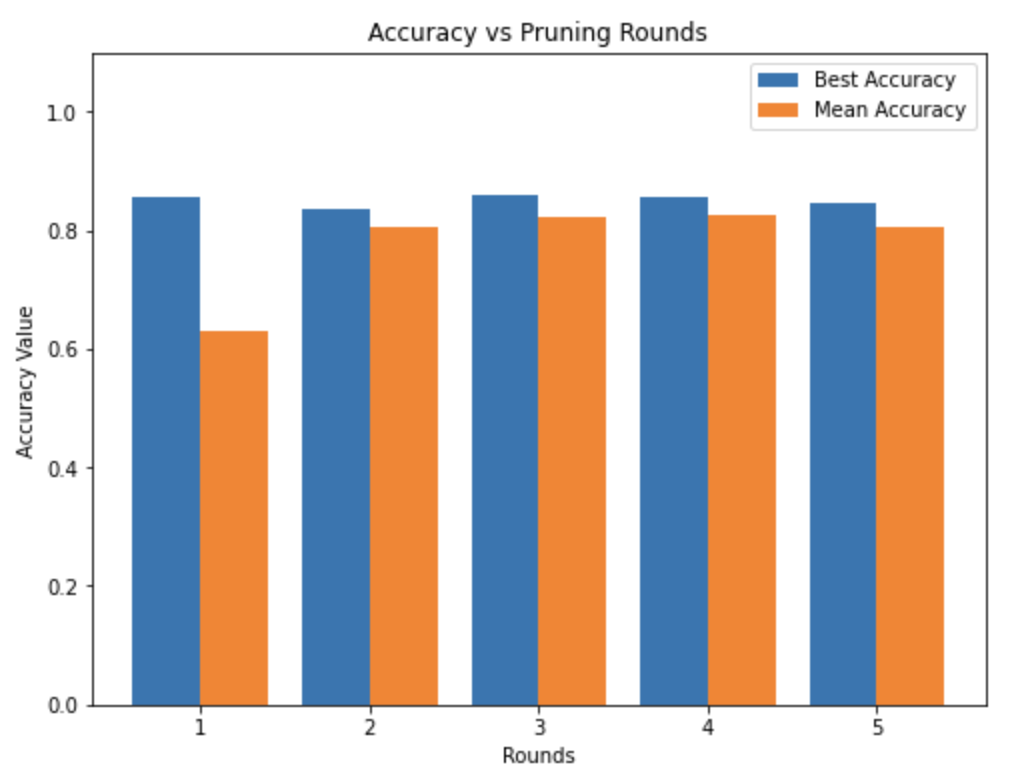 Accuracy vs Pruning Rounds
Best Accuracy
Mean Accuracy
1.0
0.8
0.6
0.4
0.2
0.0
Accuracy Value
1 2 3 4 5
Rounds